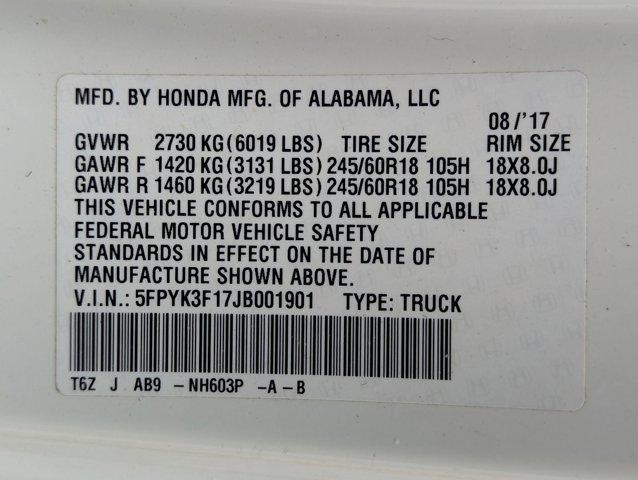 MFD. BY HONDA MFG. OF ALABAMA, LLC
08/'17
GVWR 2730 KG(6019 LBS) TIRE SIZE RIM SIZE
GAWR F 1420 KG(3131 LBS) 245/60R18 105H 18X8.0J
GAWR R 1460 KG(3219 LBS) 245/60R18 105H 18X8.0J
THIS VEHICLE CONFORMS TO ALL APPLICABLE
FEDERAL MOTOR VEHICLE SAFETY
STANDARDS IN EFFECT ON THE DATE OF
MANUFACTURE SHOWN ABOVE.
V.I.N.: 5FPYK3F17JB001901 TYPE: TRUCK
T6Z J AB9 -NH603P -A-B